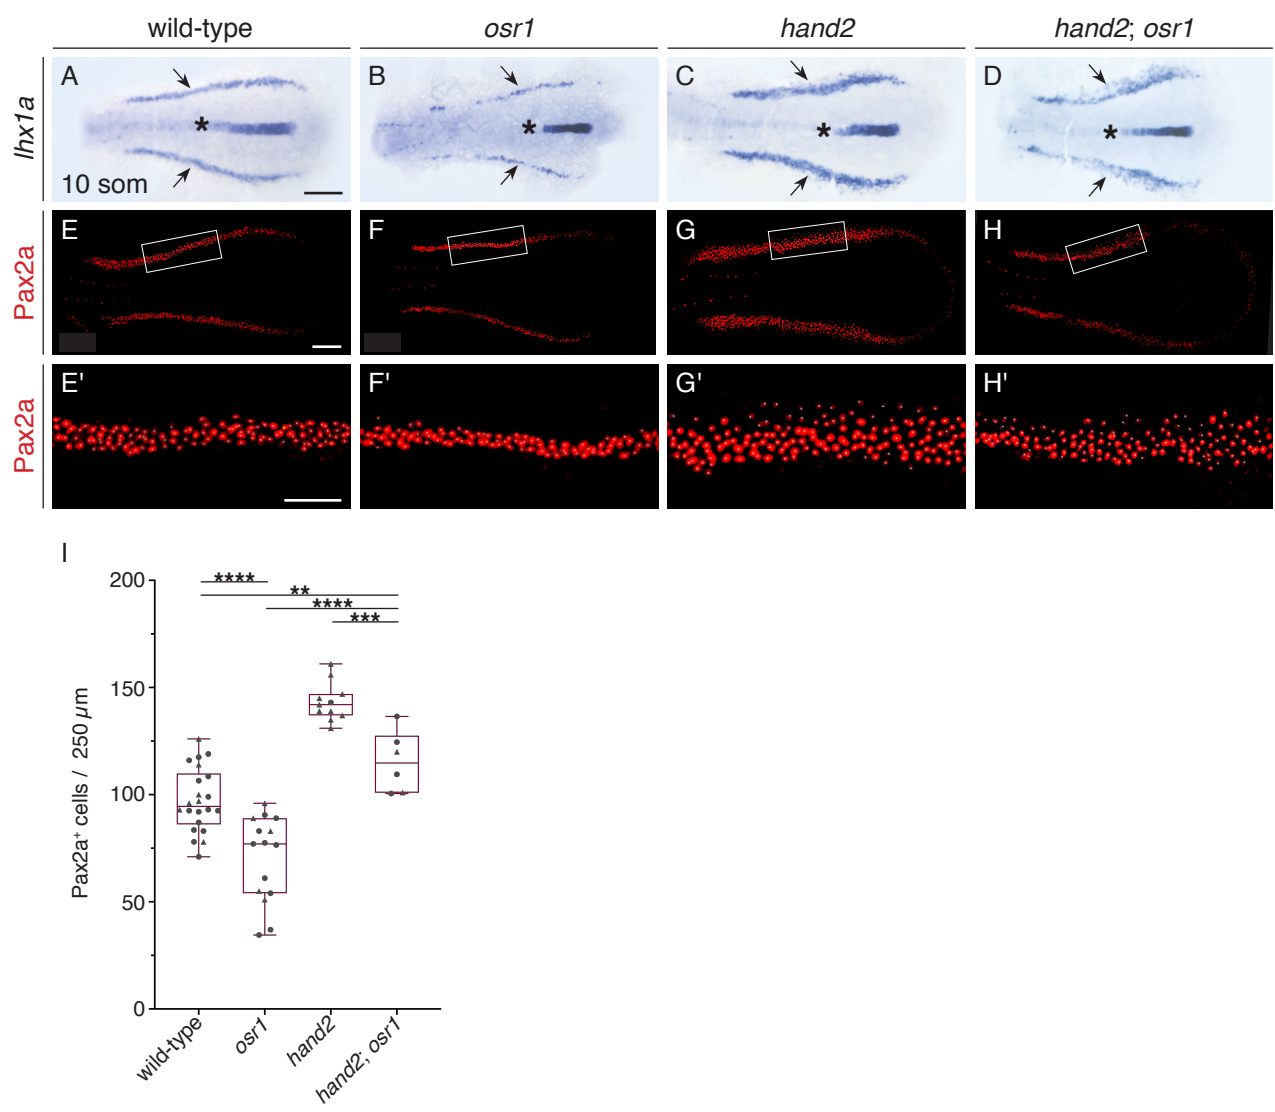 wild-type osr1 hand2 hand2; osr1
lhx1a
A B C D
* * * *
10 som
Pax2a
E F G H
Pax2a
E' F' G' H'
I
****
**
****
***
Pax2a+ cells / 250 µm
200
150
100
50
0
wild-type
osr1
hand2
hand2; osr1